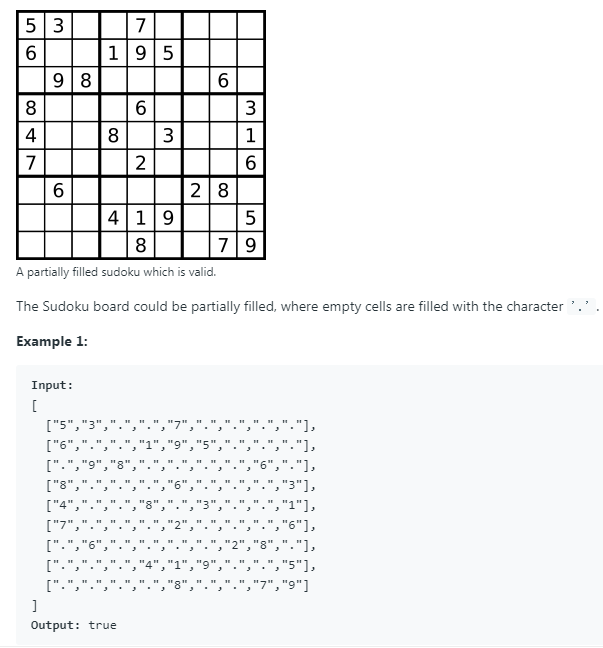 5 3 7
6 1 9 5
9 8 6
8 6 3
4 8 3 1
7 2 6
6 2 8
4 1 9 5
8 7 9
A partially filled sudoku which is valid.
The Sudoku board could be partially filled, where empty cells are filled with the character '.'.
Example 1:
Input:
[
["5","3",".",".","7",".",".",".","."],
["6",".",".","1","9","5",".",".","."],
[".","9","8",".",".",".",".","6","."],
["8",".",".",".","6",".",".",".","3"],
["4",".",".","8",".","3",".",".","1"],
["7",".",".",".","2",".",".",".","6"],
[".","6",".",".",".",".","2","8","."],
[".",".",".","4","1","9",".",".","5"],
[".",".",".",".","8",".",".","7","9"]
]
Output: true